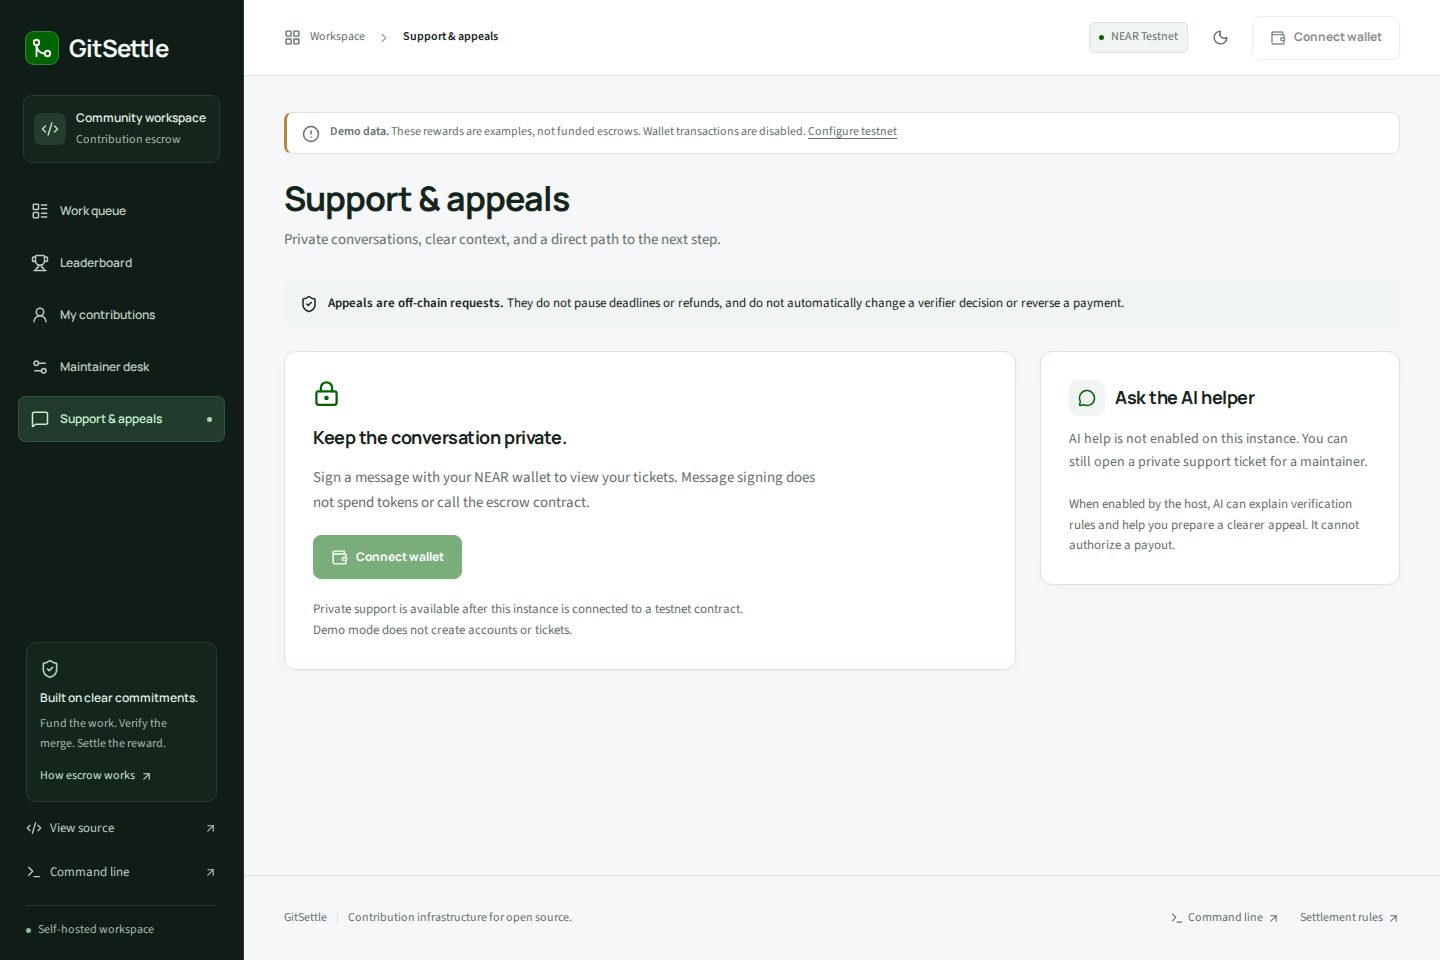 GitSettle
Community workspace
Contribution escrow
Work queue
Leaderboard
My contributions
Maintainer desk
Support & appeals
Built on clear commitments.
Fund the work. Verify the
merge. Settle the reward.
How escrow works
View source
Command line
Self-hosted workspace
Workspace
Support & appeals
NEAR Testnet
Connect wallet
Demo data. These rewards are examples, not funded escrows. Wallet transactions are disabled. Configure testnet
Support & appeals
Private conversations, clear context, and a direct path to the next step.
Appeals are off-chain requests. They do not pause deadlines or refunds, and do not automatically change a verifier decision or reverse a payment.
Keep the conversation private.
Sign a message with your NEAR wallet to view your tickets. Message signing does
not spend tokens or call the escrow contract.
Connect wallet
Private support is available after this instance is connected to a testnet contract.
Demo mode does not create accounts or tickets.
Ask the AI helper
AI help is not enabled on this instance. You can
still open a private support ticket for a maintainer.
When enabled by the host, AI can explain verification
rules and help you prepare a clearer appeal. It cannot
authorize a payout.
GitSettle
Contribution infrastructure for open source.
Command line
Settlement rules